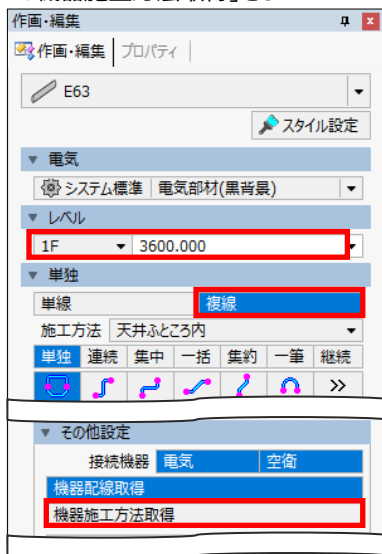 作画・編集
作画・編集 プロパティ
E63
スタイル設定
電気
システム標準 電気部材(黒背景)
レベル
1F 3600.000
単独
単線 複線
施工方法 天井ふところ内
単独 連続 集中 一括 集約 一筆 継続
その他設定
接続機器 電気 空衛
機器配線取得
機器施工方法取得